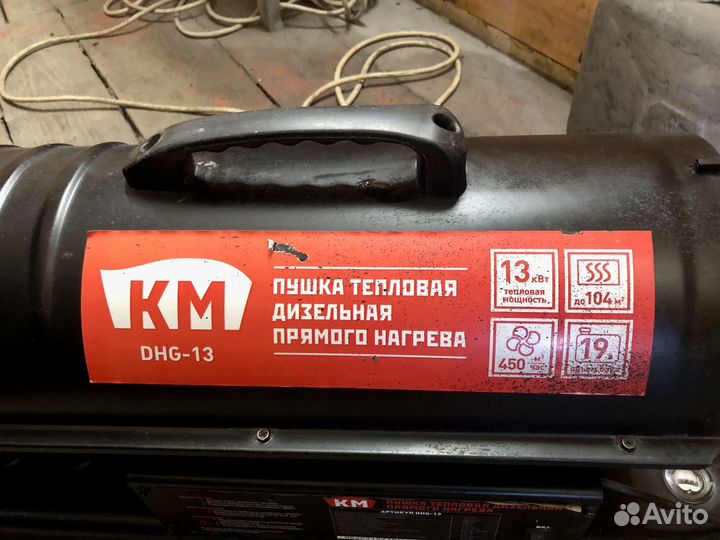 КМ
DHG-13
ПУШКА ТЕПЛОВАЯ
ДИЗЕЛЬНАЯ
ПРЯМОГО НАГРЕВА
13 кВт
тепловая
мощность
до 104 м²
450 м³
час
19
КМ
ПУШКА ТЕПЛОВАЯ ДИЗЕЛЬНАЯ
АРТИКУЛ DHG-13
Avito